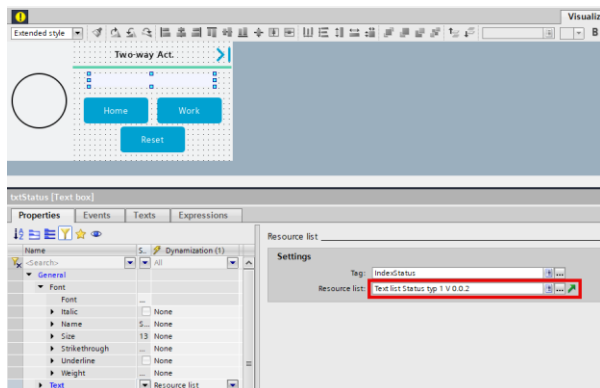 Visualiz
Extended style
B
Two-way Act.
Home
Work
Reset
txtStatus [Text box]
Properties
Events
Texts
Expressions
Name
S...
Dynamization (1)
<Search>
All
General
Font
Font
...
Italic
None
Name
S...
None
Size
13
None
Strikethrough
...
None
Underline
None
Weight
...
None
Text
Resource list
Resource list
Settings
Tag:
IndexStatus
...
Resource list:
Text list Status typ 1 V 0.0.2
...